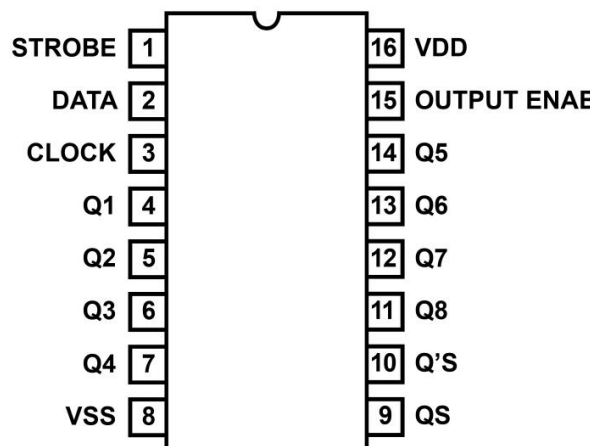 STROBE 1 16 VDD
DATA 2 15 OUTPUT ENAB
CLOCK 3 14 Q5
Q1 4 13 Q6
Q2 5 12 Q7
Q3 6 11 Q8
Q4 7 10 Q'S
VSS 8 9 QS